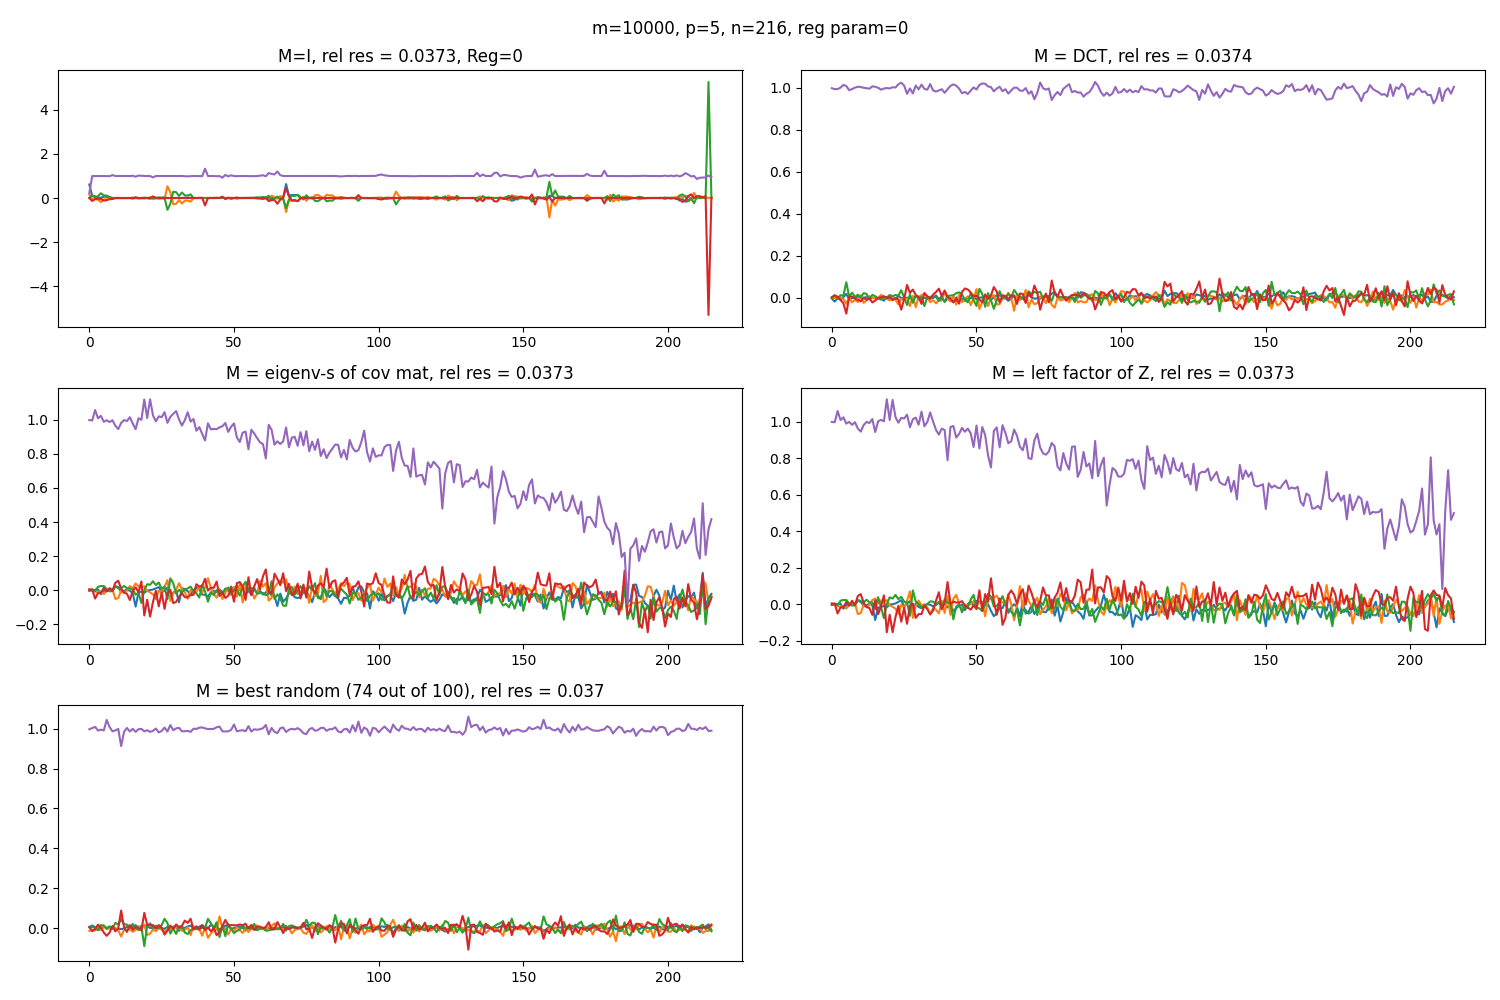 m=10000, p=5, n=216, reg param=0
M=I, rel res = 0.0373, Reg=0
4
2
0
−2
−4
0 50 100 150 200
M = DCT, rel res = 0.0374
1.0
0.8
0.6
0.4
0.2
0.0
0 50 100 150 200
M = eigenv-s of cov mat, rel res = 0.0373
1.0
0.8
0.6
0.4
0.2
0.0
−0.2
0 50 100 150 200
M = left factor of Z, rel res = 0.0373
1.0
0.8
0.6
0.4
0.2
0.0
−0.2
0 50 100 150 200
M = best random (74 out of 100), rel res = 0.037
1.0
0.8
0.6
0.4
0.2
0.0
0 50 100 150 200